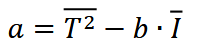 a = \overline{T^2} − b · \overline{I}